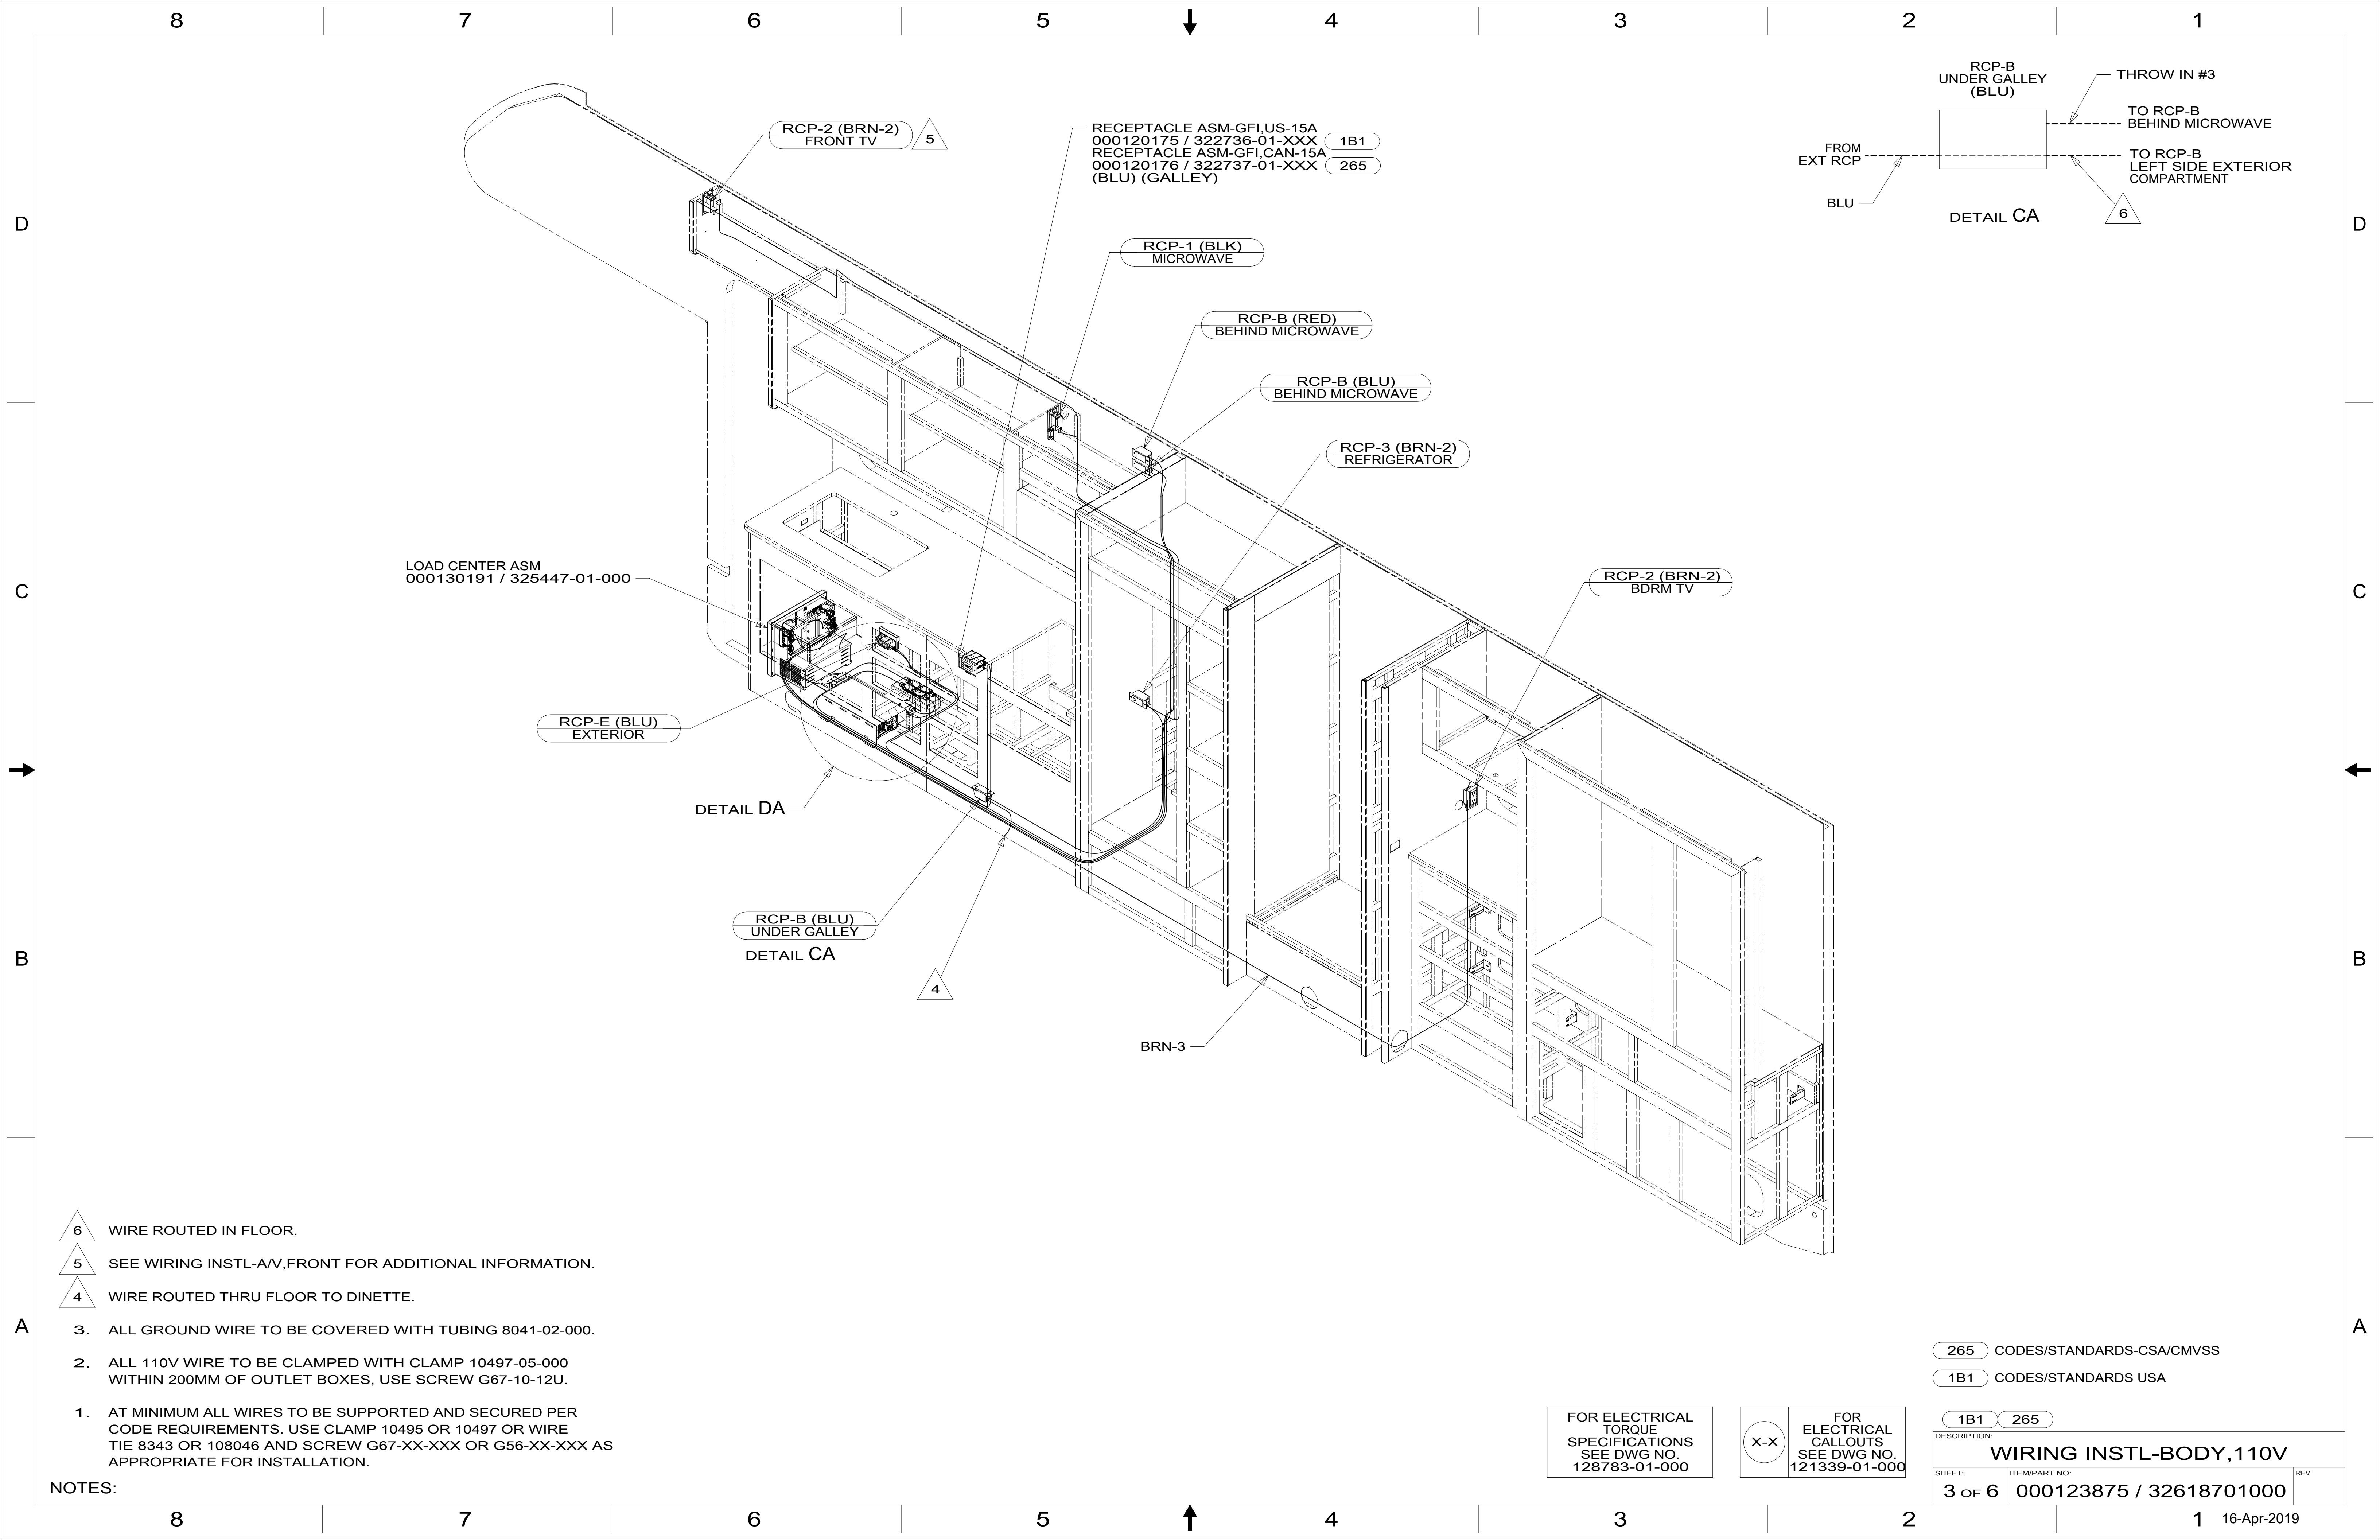 8 7 6 5 4 3 2 1
D
C
B
A
D
C
B
A
RCP-2 (BRN-2)
FRONT TV
5
RECEPTACLE ASM-GFI,US-15A
000120175 / 322736-01-XXX 1B1
RECEPTACLE ASM-GFI,CAN-15A
000120176 / 322737-01-XXX 265
(BLU) (GALLEY)
RCP-1 (BLK)
MICROWAVE
RCP-B (RED)
BEHIND MICROWAVE
RCP-B (BLU)
BEHIND MICROWAVE
RCP-3 (BRN-2)
REFRIGERATOR
RCP-2 (BRN-2)
BDRM TV
RCP-B
UNDER GALLEY
(BLU)
THROW IN #3
TO RCP-B
BEHIND MICROWAVE
FROM
EXT RCP
TO RCP-B
LEFT SIDE EXTERIOR
COMPARTMENT
BLU
DETAIL CA
6
LOAD CENTER ASM
000130191 / 325447-01-000
RCP-E (BLU)
EXTERIOR
DETAIL DA
RCP-B (BLU)
UNDER GALLEY
DETAIL CA
4
BRN-3
6 WIRE ROUTED IN FLOOR.
5 SEE WIRING INSTL-A/V,FRONT FOR ADDITIONAL INFORMATION.
4 WIRE ROUTED THRU FLOOR TO DINETTE.
3. ALL GROUND WIRE TO BE COVERED WITH TUBING 8041-02-000.
2. ALL 110V WIRE TO BE CLAMPED WITH CLAMP 10497-05-000
WITHIN 200MM OF OUTLET BOXES, USE SCREW G67-10-12U.
1. AT MINIMUM ALL WIRES TO BE SUPPORTED AND SECURED PER
CODE REQUIREMENTS. USE CLAMP 10495 OR 10497 OR WIRE
TIE 8343 OR 108046 AND SCREW G67-XX-XXX OR G56-XX-XXX AS
APPROPRIATE FOR INSTALLATION.
NOTES:
FOR ELECTRICAL
TORQUE
SPECIFICATIONS
SEE DWG NO.
128783-01-000
X-X
FOR
ELECTRICAL
CALLOUTS
SEE DWG NO.
121339-01-000
265 CODES/STANDARDS-CSA/CMVSS
1B1 CODES/STANDARDS USA
1B1 265
DESCRIPTION:
WIRING INSTL-BODY,110V
SHEET: ITEM/PART NO: REV
3 OF 6 000123875 / 32618701000
8 7 6 5 4 3 2 1
16-Apr-2019